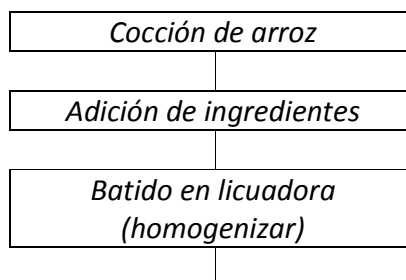 Cocción de arroz
Adición de ingredientes
Batido en licuadora
(homogenizar)